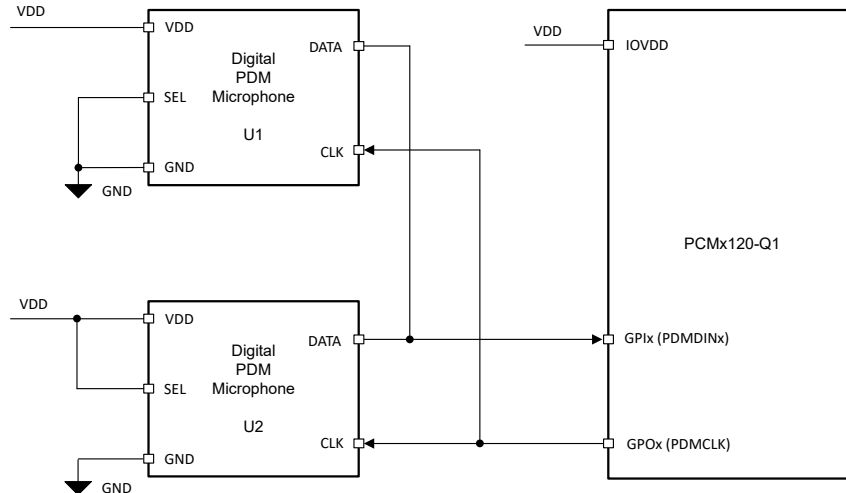 VDD
VDD
SEL
GND
GND
Digital
PDM
Microphone
U1
DATA
CLK
VDD
IOVDD
PCMx120-Q1
GPIx (PDMDINx)
GPOx (PDMCLK)
VDD
VDD
SEL
GND
GND
Digital
PDM
Microphone
U2
DATA
CLK